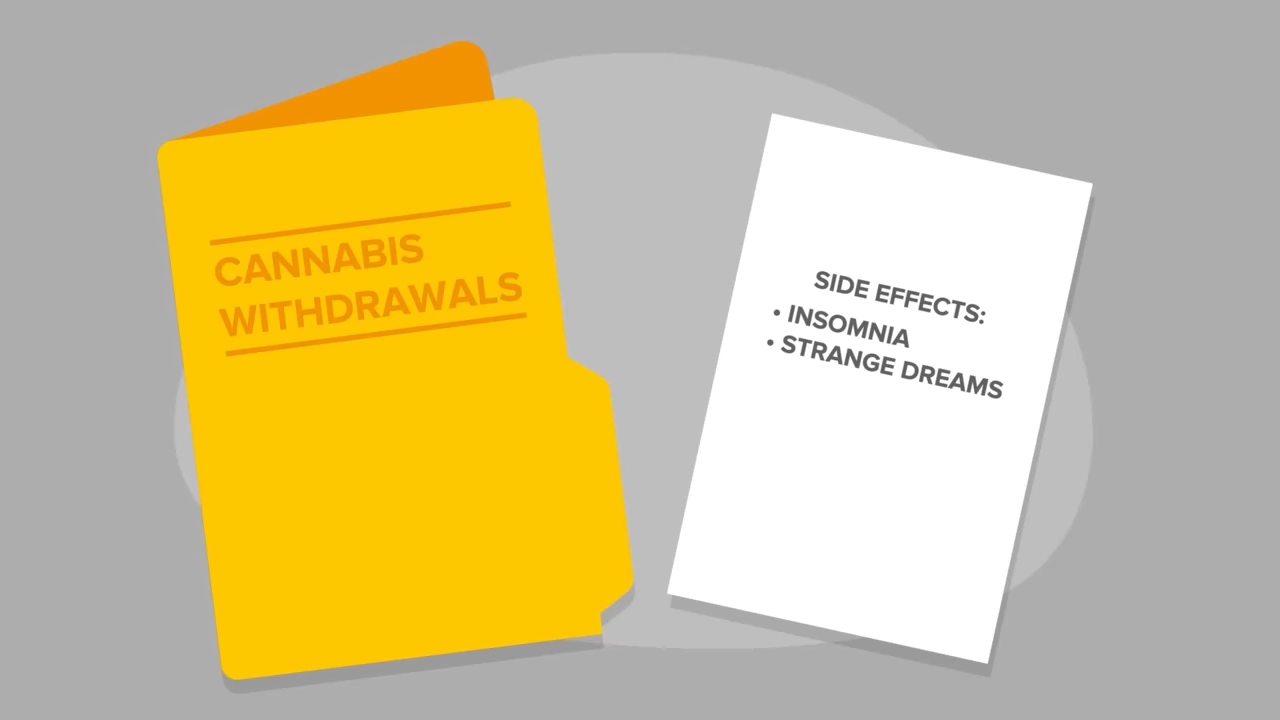 CANNABIS
WITHDRAWALS
SIDE EFFECTS:
• INSOMNIA
• STRANGE DREAMS